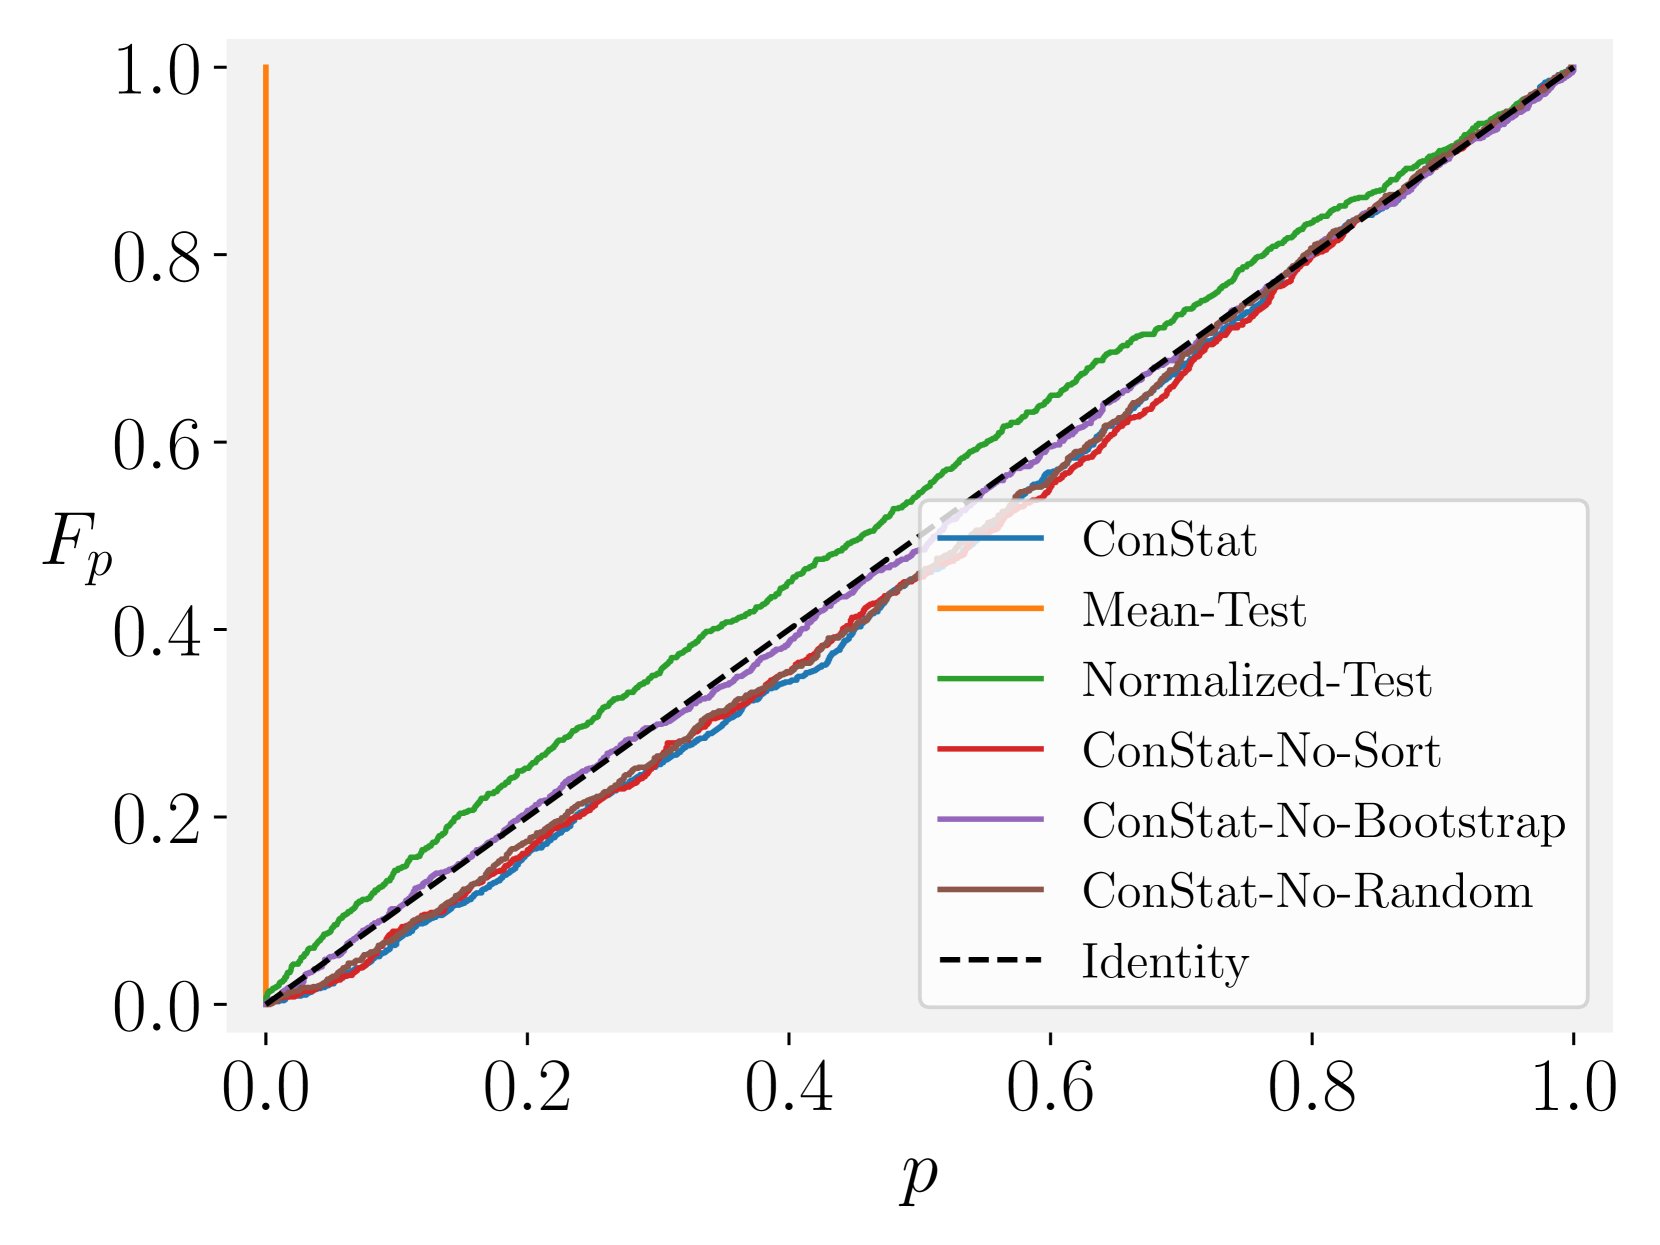 1.0
0.8
0.6
0.4
0.2
0.0
F_p
0.0 0.2 0.4 0.6 0.8 1.0
p
ConStat
Mean-Test
Normalized-Test
ConStat-No-Sort
ConStat-No-Bootstrap
ConStat-No-Random
Identity